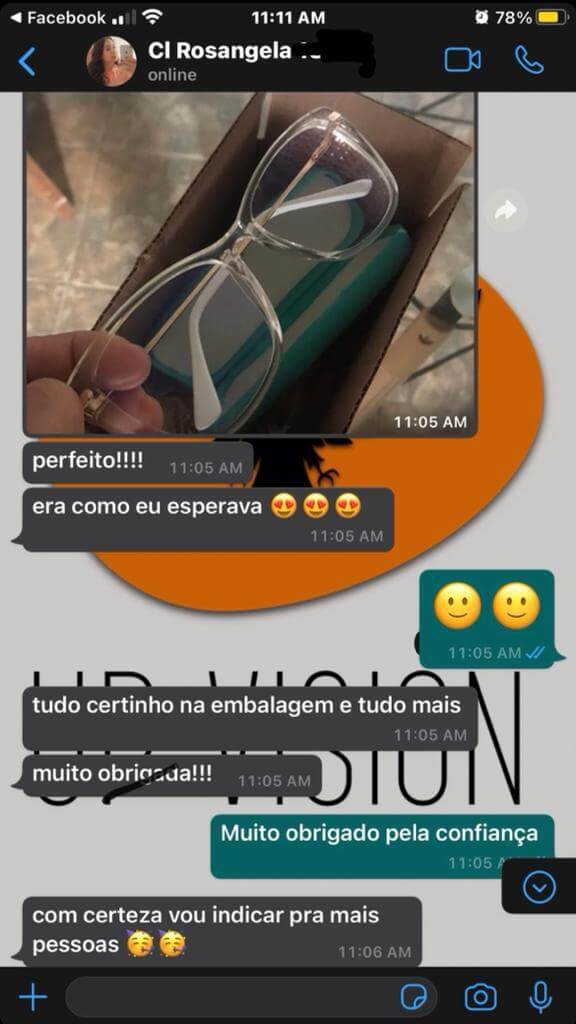 Facebook 11:11 AM 78%
Cl Rosangela
online
11:05 AM
perfeito!!!! 11:05 AM
era como eu esperava 😍😍😍
11:05 AM
🙂🙂
11:05 AM
tudo certinho na embalagem e tudo mais
11:05 AM
muito obrigada!!! 11:05 AM
VISION
Muito obrigado pela confiança
11:05
com certeza vou indicar pra mais
pessoas 🥳🥳 11:06 AM